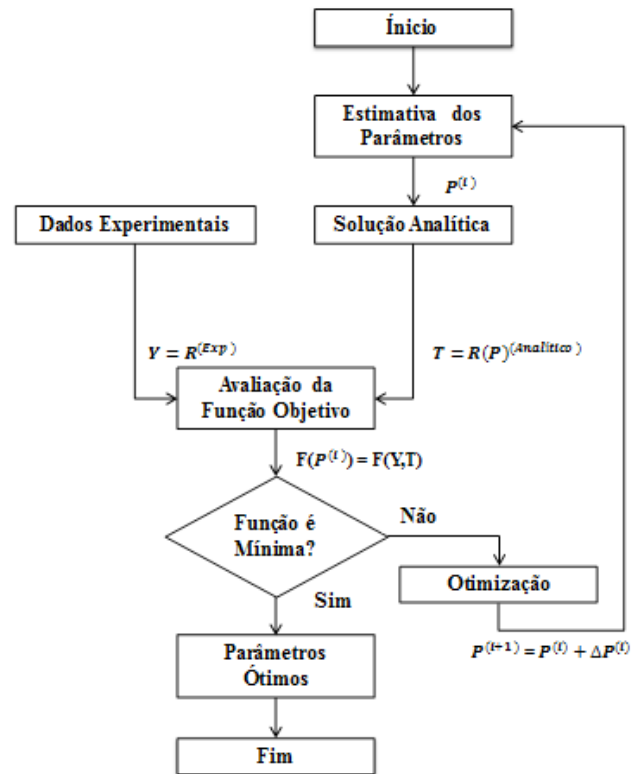 Ínicio
Estimativa dos
Parâmetros
P^(i)
Dados Experimentais
Solução Analítica
Y = R^(Exp)
T = R(P)^(Analítico)
Avaliação da
Função Objetivo
F(P^(i)) = F(Y,T)
Função é
Mínima?
Não
Otimização
Sim
P^(i+1) = P^(i) + ΔP^(i)
Parâmetros
Ótimos
Fim